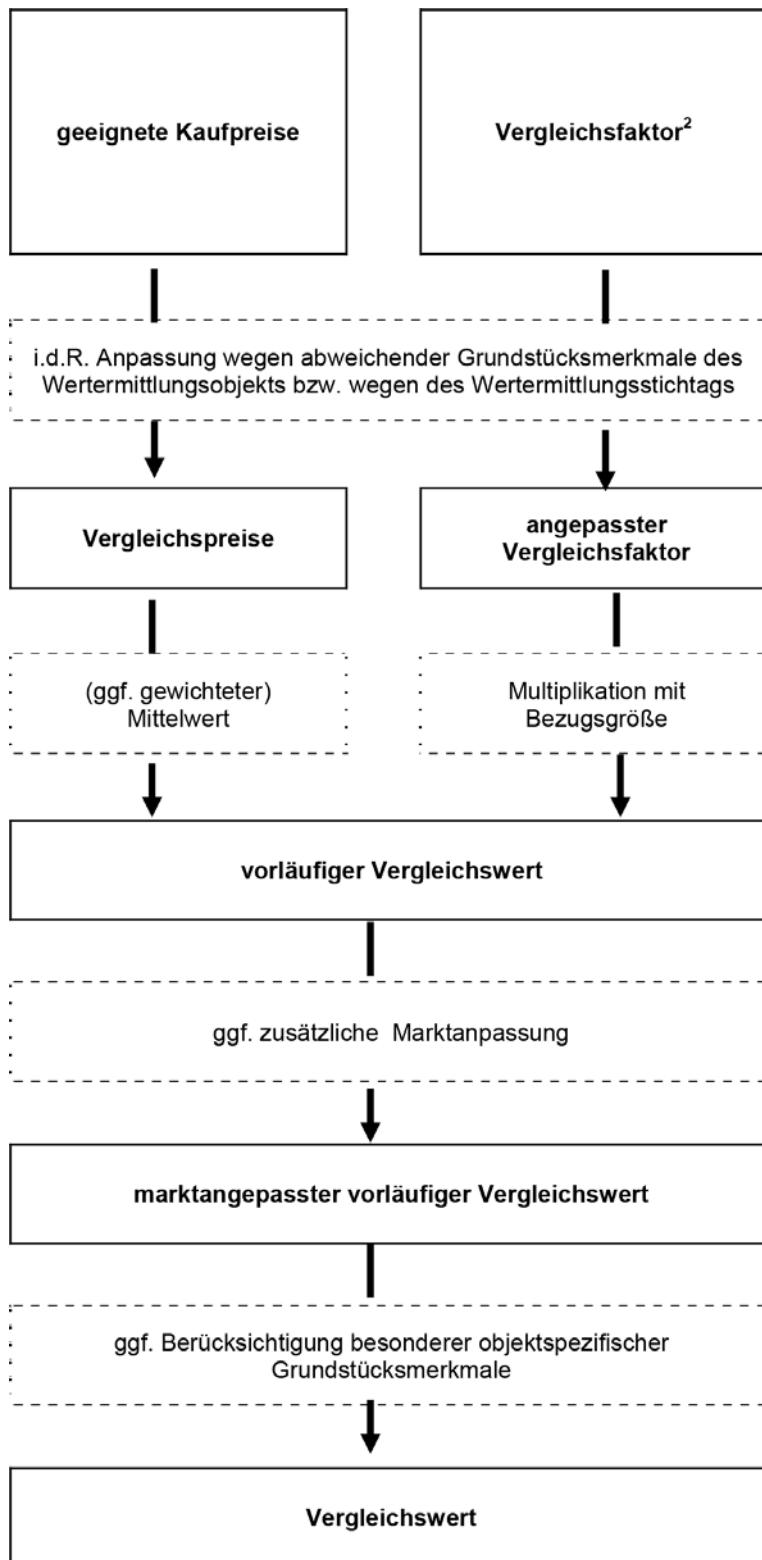 geeignete Kaufpreise
Vergleichsfaktor²
i.d.R. Anpassung wegen abweichender Grundstücksmerkmale des
Wertermittlungsobjekts bzw. wegen des Wertermittlungsstichtags
Vergleichspreise
angepasster
Vergleichsfaktor
(ggf. gewichteter)
Mittelwert
Multiplikation mit
Bezugsgröße
vorläufiger Vergleichswert
ggf. zusätzliche Marktanpassung
marktangepasster vorläufiger Vergleichswert
ggf. Berücksichtigung besonderer objektspezifischer
Grundstücksmerkmale
Vergleichswert